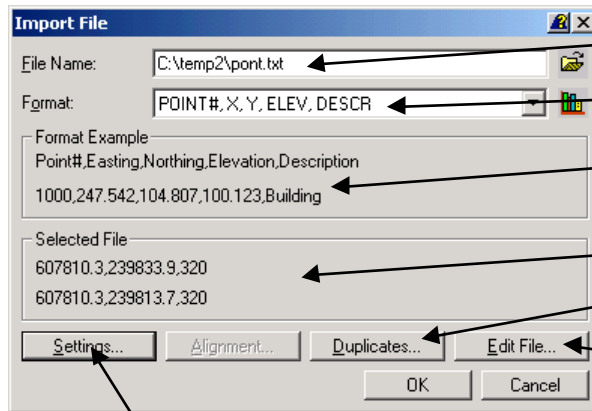 Import File
File Name: C:\temp2\pont.txt
Format: POINT#, X, Y, ELEV, DESCR
Format Example
Point#,Easting,Northing,Elevation,Description
1000,247.542,104.807,100.123,Building
Selected File
607810.3,239833.9,320
607810.3,239813.7,320
Settings... Alignment... Duplicates... Edit File...
OK Cancel